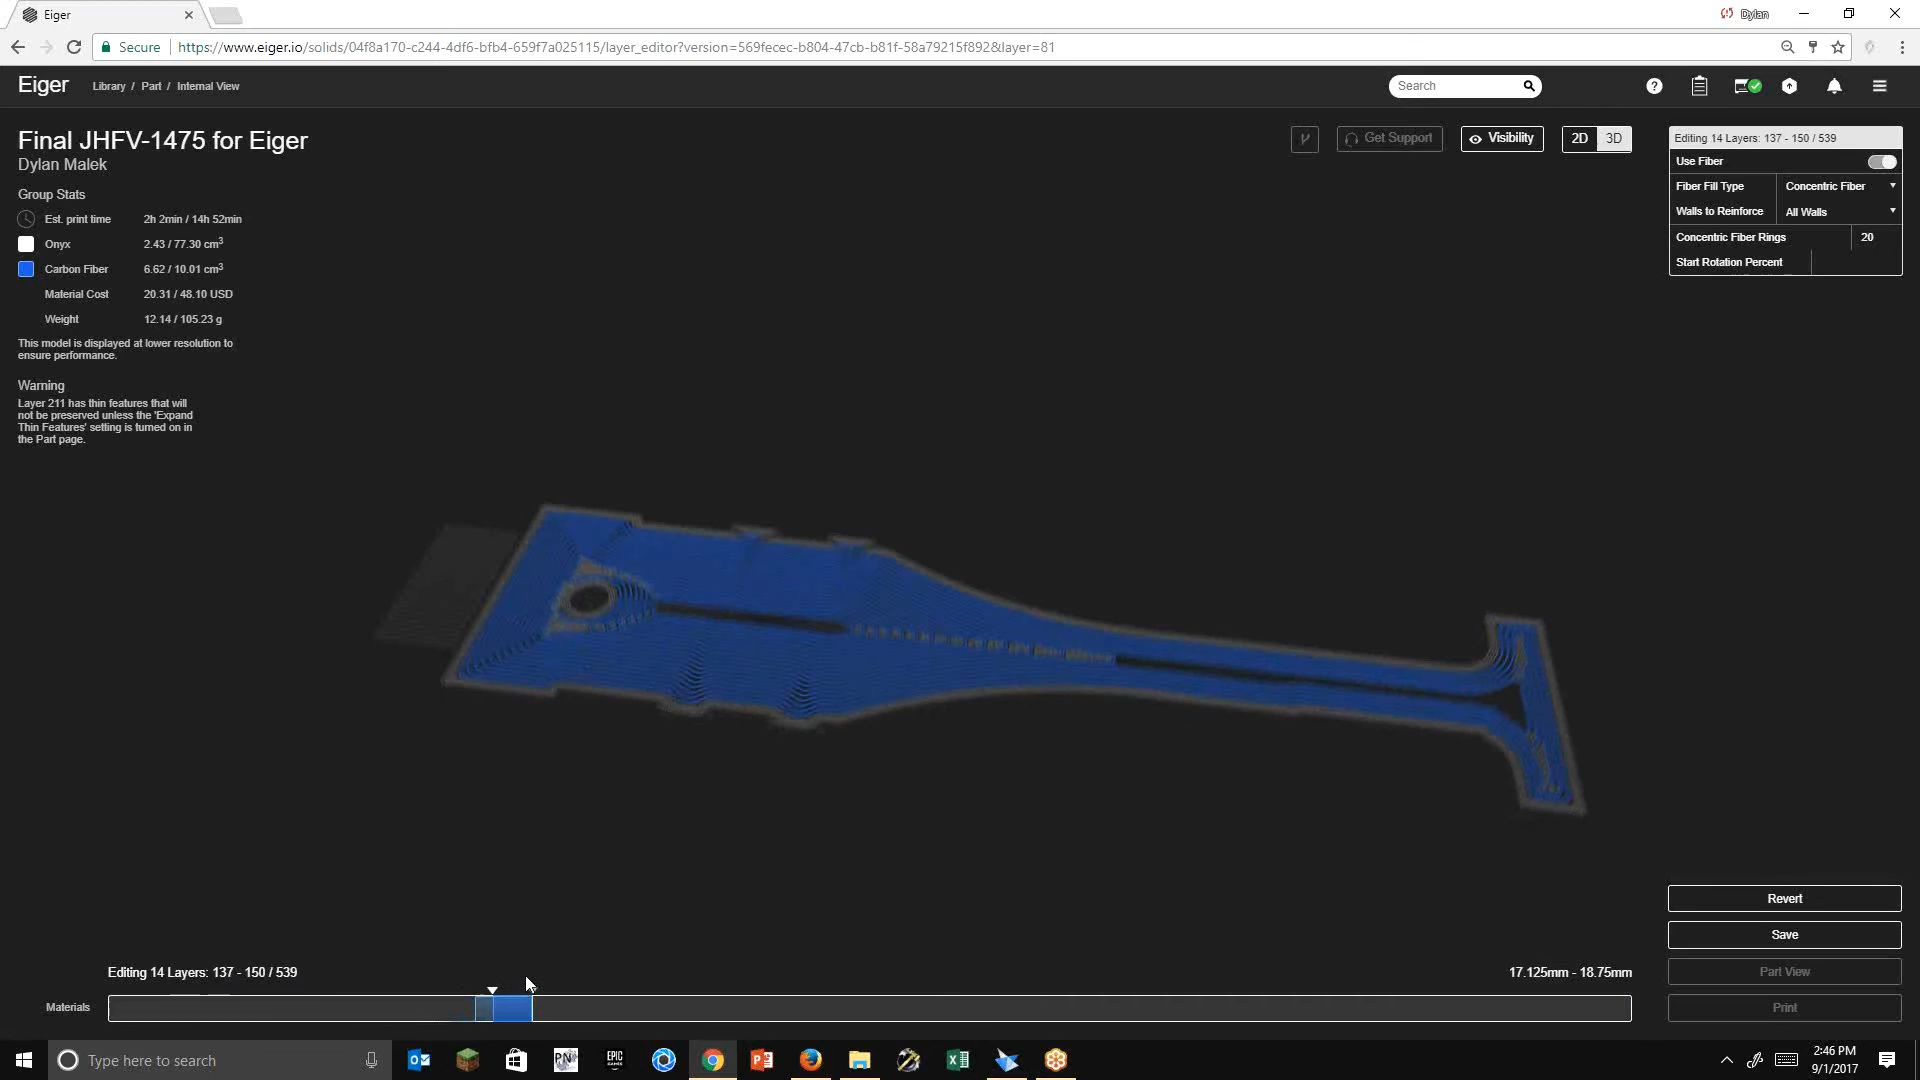 Eiger
Dylan
Secure
https://www.eiger.io/solids/04f8a170-c244-4df6-bfb4-659f7a025115/layer_editor?version=569fecec-b804-47cb-b81f-58a79215f892&layer=81
Eiger
Library / Part / Internal View
Search
Final JHFV-1475 for Eiger
Dylan Malek
Get Support
Visibility
2D 3D
Editing 14 Layers: 137 - 150 / 539
Use Fiber
Fiber Fill Type Concentric Fiber
Walls to Reinforce All Walls
Concentric Fiber Rings 20
Start Rotation Percent
Group Stats
Est. print time 2h 2min / 14h 52min
Onyx 2.43 / 77.30 cm³
Carbon Fiber 6.62 / 10.01 cm³
Material Cost 20.31 / 48.10 USD
Weight 12.14 / 105.23 g
This model is displayed at lower resolution to
ensure performance.
Warning
Layer 211 has thin features that will
not be preserved unless the 'Expand
Thin Features' setting is turned on in
the Part page.
Revert
Save
Part View
Print
Editing 14 Layers: 137 - 150 / 539
17.125mm - 18.75mm
Materials
Type here to search
EPIC
GAMES
2:46 PM
9/1/2017